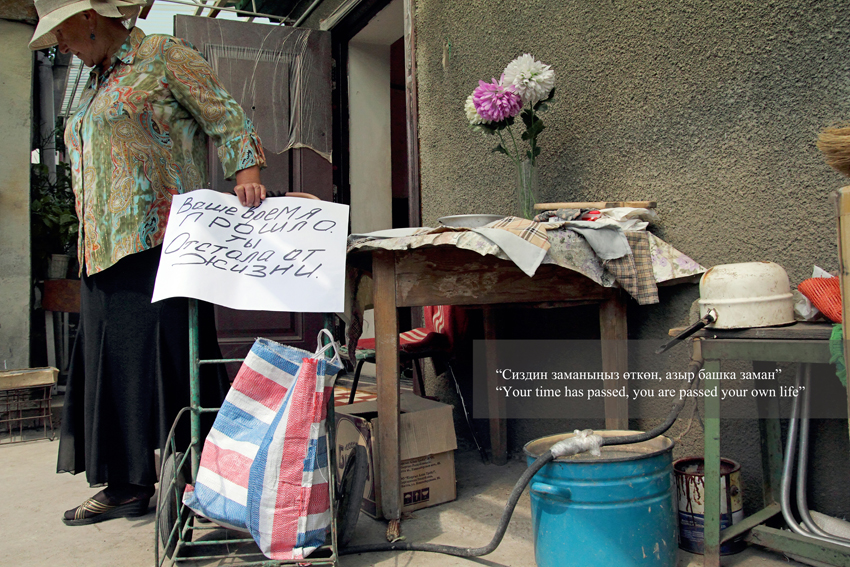 Ваше время
прошло.
ты
Отстала от
жизни.
“Сиздин заманыңыз өткөн, азыр башка заман”
“Your time has passed, you are passed your own life”